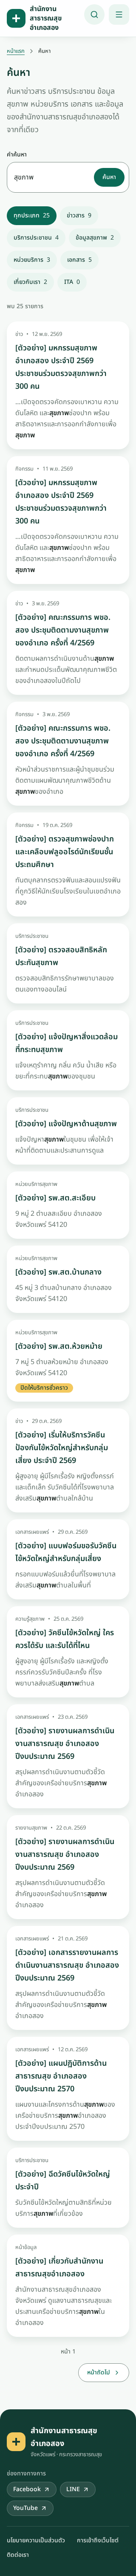 สำนักงาน
สาธารณสุข
อำเภอสอง
หน้าแรก > ค้นหา
ค้นหา
ค้นหาข่าวสาร บริการประชาชน ข้อมูล
สุขภาพ หน่วยบริการ เอกสาร และข้อมูล
ของสำนักงานสาธารณสุขอำเภอสองได้
จากที่เดียว
คำค้นหา
สุขภาพ
ค้นหา
ทุกประเภท 25
ข่าวสาร 9
บริการประชาชน 4
ข้อมูลสุขภาพ 2
หน่วยบริการ 3
เอกสาร 5
เกี่ยวกับเรา 2
ITA 0
พบ 25 รายการ
ข่าว • 12 พ.ย. 2569
[ตัวอย่าง] มหกรรมสุขภาพ
อำเภอสอง ประจำปี 2569
ประชาชนร่วมตรวจสุขภาพกว่า
300 คน
...เปิดจุดตรวจคัดกรองเบาหวาน ความ
ดันโลหิต และสุขภาพช่องปาก พร้อม
สาธิตอาหารและการออกกำลังกายเพื่อ
สุขภาพ
กิจกรรม • 11 พ.ย. 2569
[ตัวอย่าง] มหกรรมสุขภาพ
อำเภอสอง ประจำปี 2569
ประชาชนร่วมตรวจสุขภาพกว่า
300 คน
...เปิดจุดตรวจคัดกรองเบาหวาน ความ
ดันโลหิต และสุขภาพช่องปาก พร้อม
สาธิตอาหารและการออกกำลังกายเพื่อ
สุขภาพ
ข่าว • 3 พ.ย. 2569
[ตัวอย่าง] คณะกรรมการ พชอ.
สอง ประชุมติดตามงานสุขภาพ
ของอำเภอ ครั้งที่ 4/2569
ติดตามผลการดำเนินงานด้านสุขภาพ
และกำหนดประเด็นพัฒนาคุณภาพชีวิต
ของอำเภอสองในปีถัดไป
กิจกรรม • 3 พ.ย. 2569
[ตัวอย่าง] คณะกรรมการ พชอ.
สอง ประชุมติดตามงานสุขภาพ
ของอำเภอ ครั้งที่ 4/2569
หัวหน้าส่วนราชการและผู้นำชุมชนร่วม
ติดตามแผนพัฒนาคุณภาพชีวิตด้าน
สุขภาพของอำเภอ
กิจกรรม • 19 ต.ค. 2569
[ตัวอย่าง] ตรวจสุขภาพช่องปาก
และเคลือบฟลูออไรด์นักเรียนชั้น
ประถมศึกษา
ทันตบุคลากรตรวจฟันและสอนแปรงฟัน
ที่ถูกวิธีให้นักเรียนโรงเรียนในเขตอำเภอ
สอง
บริการประชาชน
[ตัวอย่าง] ตรวจสอบสิทธิหลัก
ประกันสุขภาพ
ตรวจสอบสิทธิการรักษาพยาบาลของ
ตนเองทางออนไลน์
บริการประชาชน
[ตัวอย่าง] แจ้งปัญหาสิ่งแวดล้อม
ที่กระทบสุขภาพ
แจ้งเหตุรำคาญ กลิ่น ควัน น้ำเสีย หรือ
ขยะที่กระทบสุขภาพของชุมชน
บริการประชาชน
[ตัวอย่าง] แจ้งปัญหาด้านสุขภาพ
แจ้งปัญหาสุขภาพในชุมชน เพื่อให้เจ้า
หน้าที่ติดตามและประสานการดูแล
หน่วยบริการสุขภาพ
[ตัวอย่าง] รพ.สต.สะเอียบ
9 หมู่ 2 ตำบลสะเอียบ อำเภอสอง
จังหวัดแพร่ 54120
หน่วยบริการสุขภาพ
[ตัวอย่าง] รพ.สต.บ้านกลาง
45 หมู่ 3 ตำบลบ้านกลาง อำเภอสอง
จังหวัดแพร่ 54120
หน่วยบริการสุขภาพ
[ตัวอย่าง] รพ.สต.ห้วยหม้าย
7 หมู่ 5 ตำบลห้วยหม้าย อำเภอสอง
จังหวัดแพร่ 54120
ปิดให้บริการชั่วคราว
ข่าว • 29 ต.ค. 2569
[ตัวอย่าง] เริ่มให้บริการวัคซีน
ป้องกันไข้หวัดใหญ่สำหรับกลุ่ม
เสี่ยง ประจำปี 2569
ผู้สูงอายุ ผู้มีโรคเรื้อรัง หญิงตั้งครรภ์
และเด็กเล็ก รับวัคซีนได้ที่โรงพยาบาล
ส่งเสริมสุขภาพตำบลใกล้บ้าน
เอกสารเผยแพร่ • 29 ต.ค. 2569
[ตัวอย่าง] แบบฟอร์มขอรับวัคซีน
ไข้หวัดใหญ่สำหรับกลุ่มเสี่ยง
กรอกแบบฟอร์มแล้วยื่นที่โรงพยาบาล
ส่งเสริมสุขภาพตำบลในพื้นที่
ความรู้สุขภาพ • 25 ต.ค. 2569
[ตัวอย่าง] วัคซีนไข้หวัดใหญ่ ใคร
ควรได้รับ และรับได้ที่ไหน
ผู้สูงอายุ ผู้มีโรคเรื้อรัง และหญิงตั้ง
ครรภ์ควรรับวัคซีนปีละครั้ง ที่โรง
พยาบาลส่งเสริมสุขภาพตำบล
เอกสารเผยแพร่ • 23 ต.ค. 2569
[ตัวอย่าง] รายงานผลการดำเนิน
งานสาธารณสุข อำเภอสอง
ปีงบประมาณ 2569
สรุปผลการดำเนินงานตามตัวชี้วัด
สำคัญของเครือข่ายบริการสุขภาพ
อำเภอสอง
รายงานสุขภาพ • 22 ต.ค. 2569
[ตัวอย่าง] รายงานผลการดำเนิน
งานสาธารณสุข อำเภอสอง
ปีงบประมาณ 2569
สรุปผลการดำเนินงานตามตัวชี้วัด
สำคัญของเครือข่ายบริการสุขภาพ
อำเภอสอง
เอกสารเผยแพร่ • 21 ต.ค. 2569
[ตัวอย่าง] เอกสารรายงานผลการ
ดำเนินงานสาธารณสุข อำเภอสอง
ปีงบประมาณ 2569
สรุปผลการดำเนินงานตามตัวชี้วัด
สำคัญของเครือข่ายบริการสุขภาพ
อำเภอสอง
เอกสารเผยแพร่ • 12 ต.ค. 2569
[ตัวอย่าง] แผนปฏิบัติการด้าน
สาธารณสุข อำเภอสอง
ปีงบประมาณ 2570
แผนงานและโครงการด้านสุขภาพของ
เครือข่ายบริการสุขภาพอำเภอสอง
ประจำปีงบประมาณ 2570
บริการประชาชน
[ตัวอย่าง] ฉีดวัคซีนไข้หวัดใหญ่
ประจำปี
รับวัคซีนไข้หวัดใหญ่ตามสิทธิที่หน่วย
บริการสุขภาพที่เกี่ยวข้อง
หน้าข้อมูล
[ตัวอย่าง] เกี่ยวกับสำนักงาน
สาธารณสุขอำเภอสอง
สำนักงานสาธารณสุขอำเภอสอง
จังหวัดแพร่ ดูแลงานสาธารณสุขและ
ประสานเครือข่ายบริการสุขภาพใน
อำเภอสอง
หน้า 1
หน้าถัดไป >
สำนักงานสาธารณสุข
อำเภอสอง
จังหวัดแพร่ · กระทรวงสาธารณสุข
ช่องทางทางการ
Facebook ↗
LINE ↗
YouTube ↗
นโยบายความเป็นส่วนตัว
การเข้าถึงเว็บไซต์
ติดต่อเรา